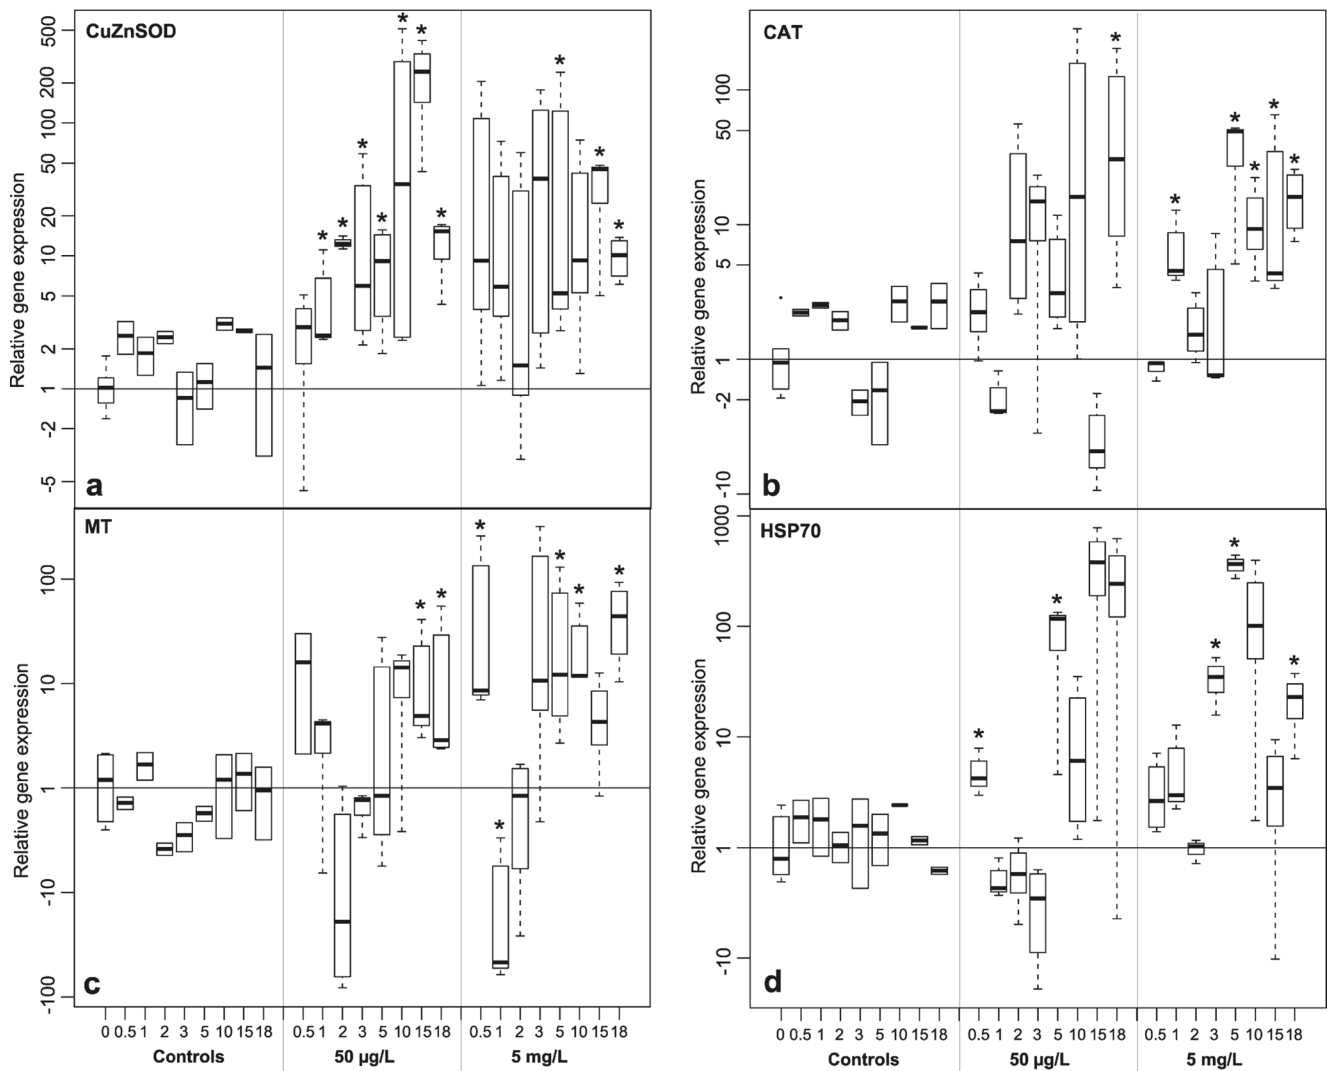 CuZnSOD
Relative gene expression
500
200
100
50
20
10
5
2
1
-2
-5
* * * * * * * * * * *
a
CAT
Relative gene expression
100
50
10
5
1
-2
-10
* * * * * *
b
MT
Relative gene expression
100
10
1
-10
-100
* * * * * * *
c
0 0.5 1 2 3 5 10 15 18 0.5 1 2 3 5 10 15 18 0.5 1 2 3 5 10 15 18
Controls 50 µg/L 5 mg/L
HSP70
Relative gene expression
1000
100
10
1
-10
* * * * *
d
0 0.5 1 2 3 5 10 15 18 0.5 1 2 3 5 10 15 18 0.5 1 2 3 5 10 15 18
Controls 50 µg/L 5 mg/L